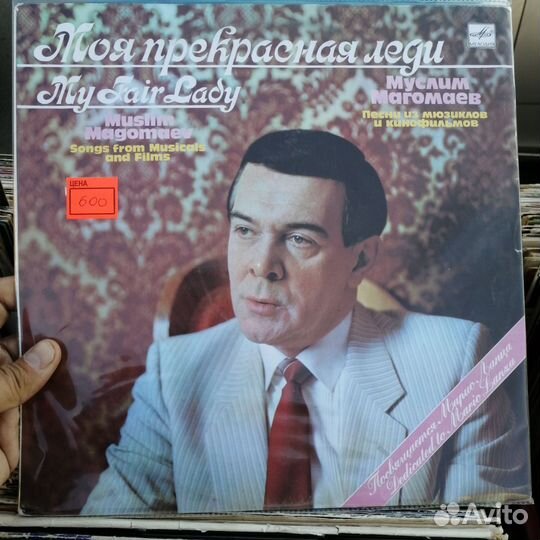 Моя прекрасная леди
МЕЛОДИЯ
My Fair Lady
Муслим
Магомаев
Песни из мюзиклов
и кинофильмов
Muslim
Magomaev
Songs from Musicals
and Films
ЦЕНА
600
Посвящается Марио Ланца
Dedicated to Mario Lanza
Avito